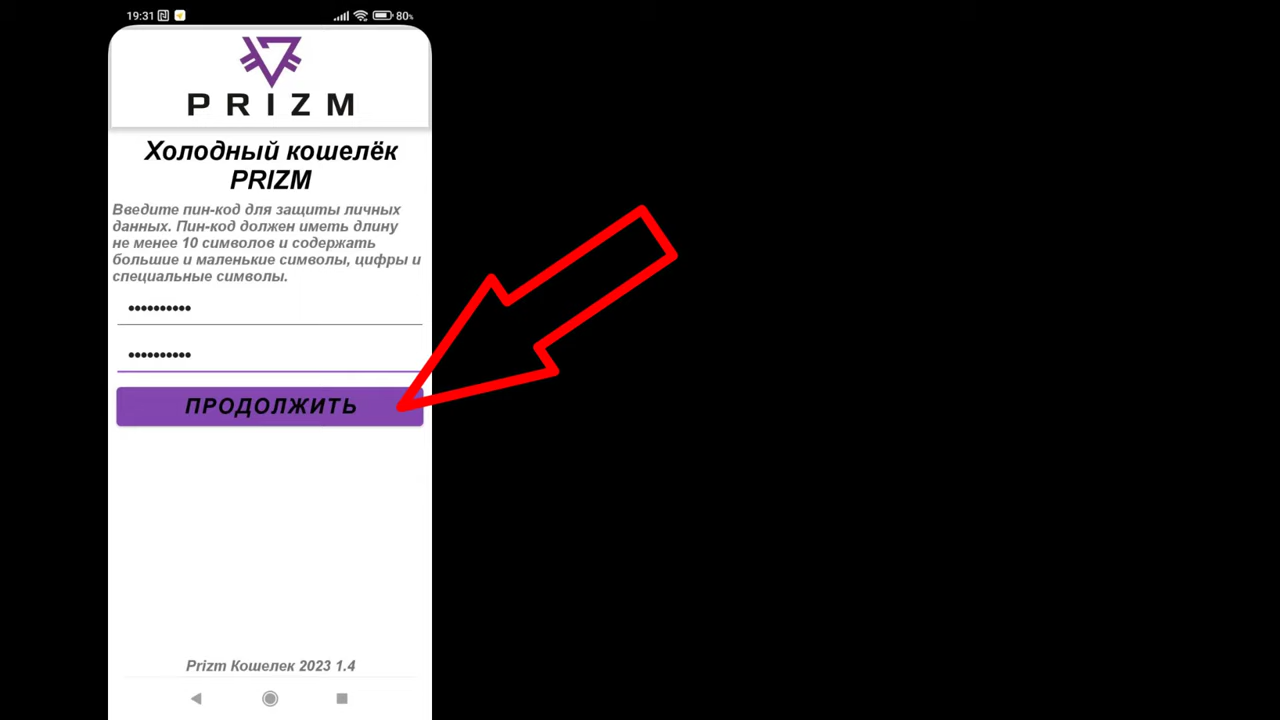 19:31
80%
PRIZM
Холодный кошелёк
PRIZM
Введите пин-код для защиты личных
данных. Пин-код должен иметь длину
не менее 10 символов и содержать
большие и маленькие символы, цифры и
специальные символы.
••••••••••
••••••••••
ПРОДОЛЖИТЬ
Prizm Кошелек 2023 1.4